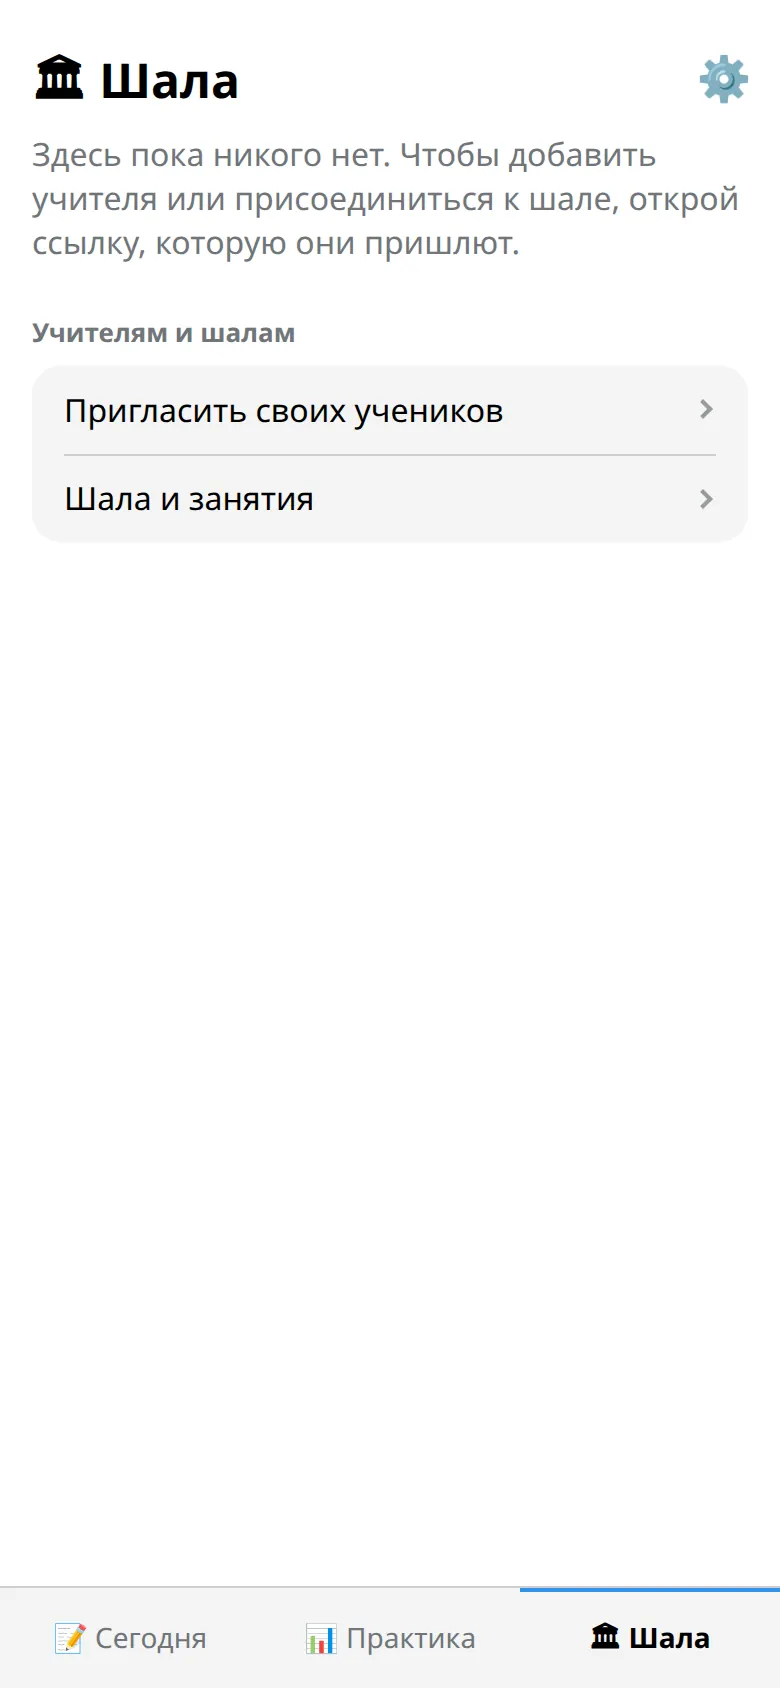 🏛 Шала ⚙️
Здесь пока никого нет. Чтобы добавить
учителя или присоединиться к шале, открой
ссылку, которую они пришлют.
Учителям и шалам
Пригласить своих учеников
Шала и занятия
📝 Сегодня 📊 Практика 🏛 Шала